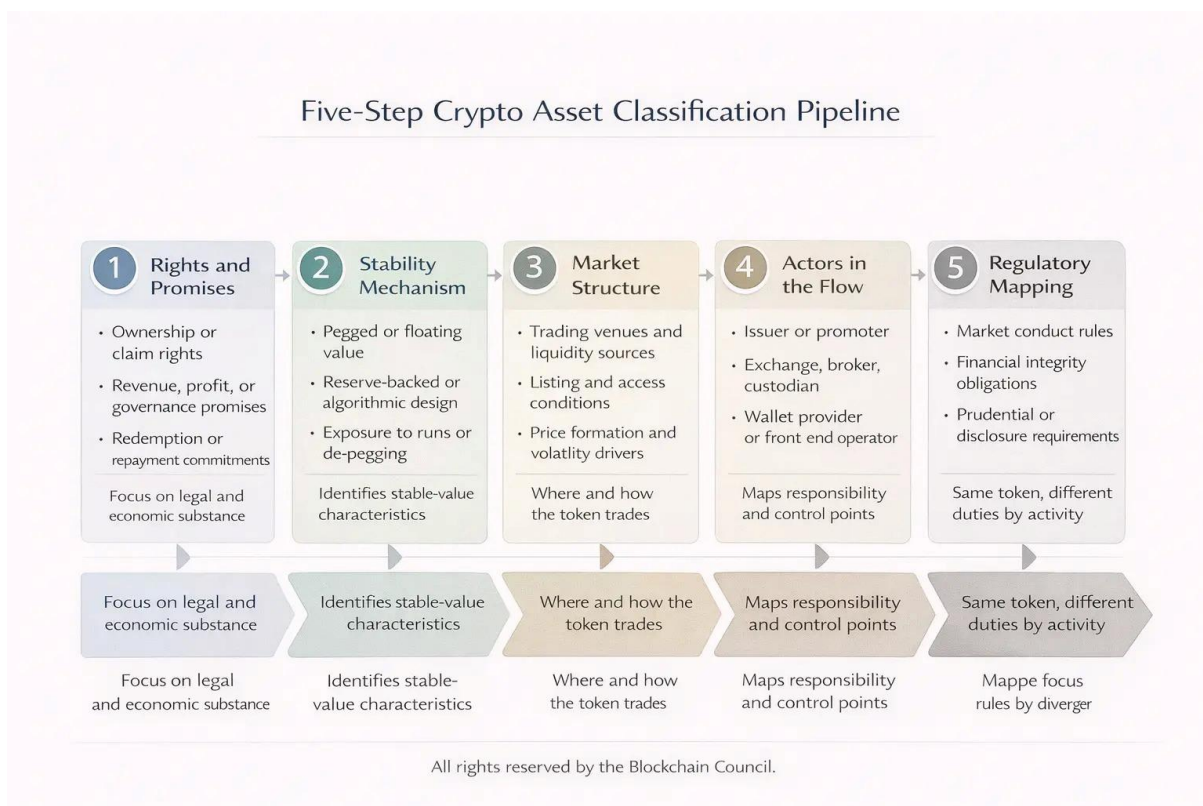 Five-Step Crypto Asset Classification Pipeline
1
Rights and
Promises
• Ownership or
claim rights
• Revenue, profit, or
governance promises
• Redemption or
repayment commitments
Focus on legal and
economic substance
2
Stability
Mechanism
• Pegged or floating
value
• Reserve-backed or
algorithmic design
• Exposure to runs or
de-pegging
Identifies stable-value
characteristics
3
Market
Structure
• Trading venues and
liquidity sources
• Listing and access
conditions
• Price formation and
volatlity drivers
Where and how
the token trades
4
Actors in
the Flow
• Issuer or promoter
• Exchange, broker,
custodian
• Wallet provider
or front end operator
Maps responsibility
and control points
5
Regulatory
Mapping
• Market conduct rules
• Financial integrity
obligations
• Prudential or
disclosure requirements
Same token, different
duties by activity
Focus on legal and
economic substance
Identifies stable-value
characteristics
Where and how the
token trades
Maps responsibility
and control points
Same token, different
duties by activity
Focus on legal
and economic substance
Identifies stable-
value characteristics
Where and how
the token trades
Maps responsibility
and control points
Mappe focus
rules by diverger
All rights reserved by the Blockchain Council.